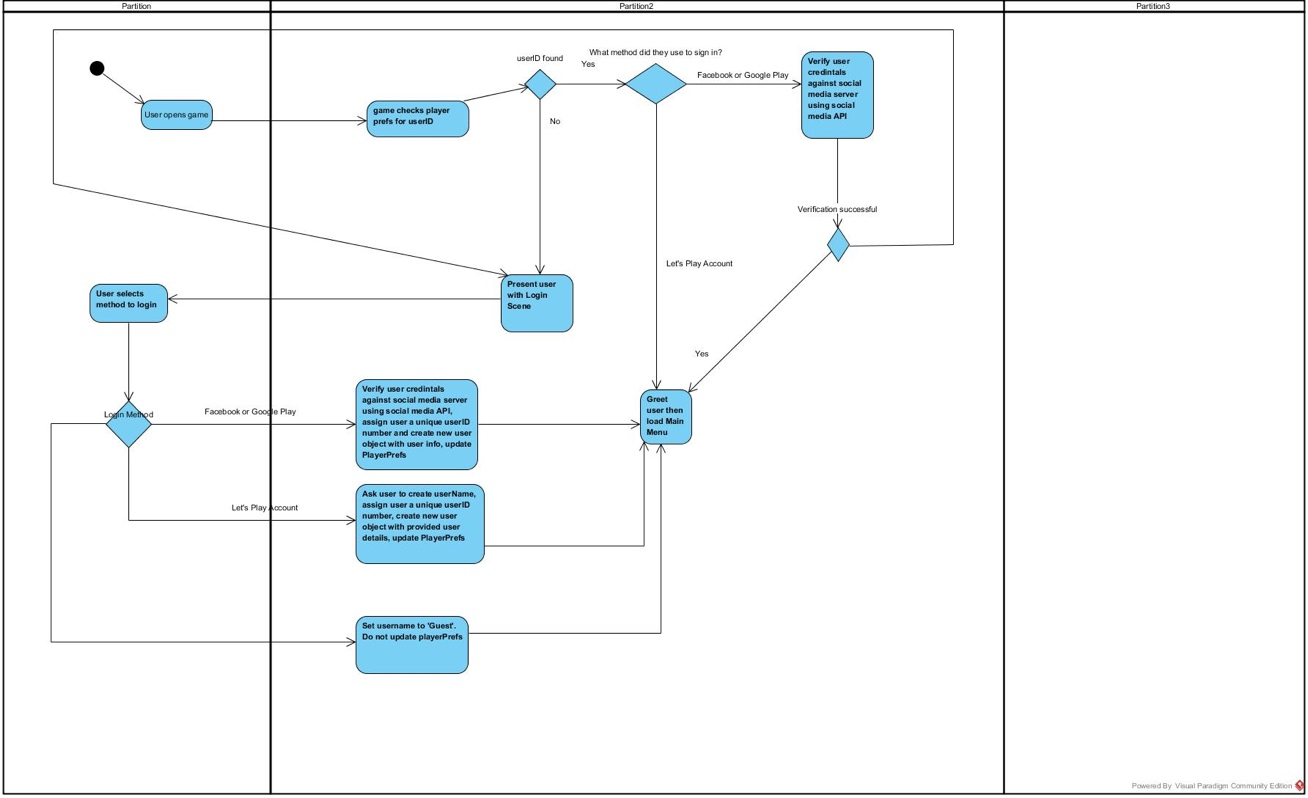 Partition
Partition2
Partition3
userID found
What method did they use to sign in?
Yes
Facebook or Google Play
Verify user
credintals
against social
media server
using social
media API
User opens game
game checks player
prefs for userID
No
Verification successful
Let's Play Account
Present user
with Login
Scene
User selects
method to login
Yes
Greet
user then
load Main
Menu
Login Method
Facebook or Google Play
Verify user credintals
against social media server
using social media API,
assign user a unique userID
number and create new user
object with user info, update
PlayerPrefs
Let's Play Account
Ask user to create userName,
assign user a unique userID
number, create new user
object with provided user
details, update PlayerPrefs
Set username to 'Guest'.
Do not update playerPrefs
Powered By Visual Paradigm Community Edition